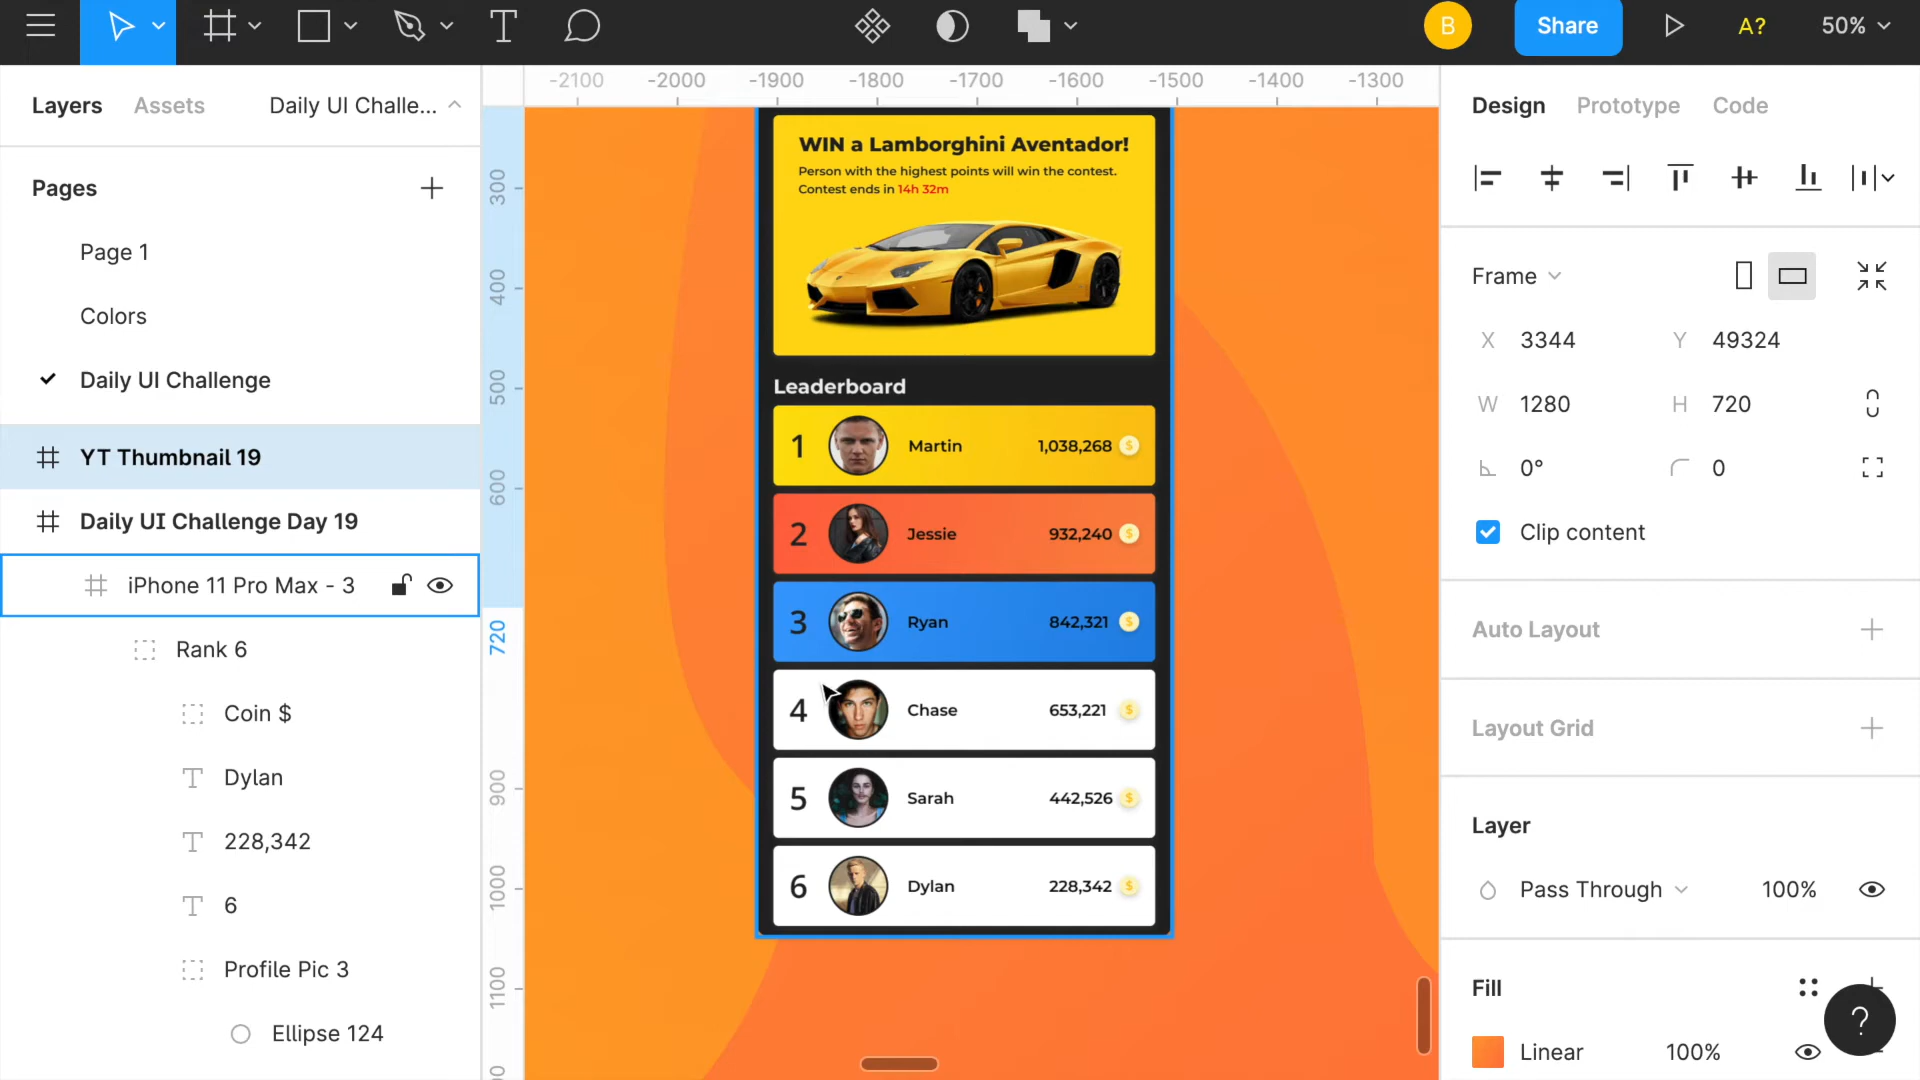 B
Share
A?
50%
Layers
Assets
Daily UI Challe...
Pages
Page 1
Colors
Daily UI Challenge
YT Thumbnail 19
Daily UI Challenge Day 19
iPhone 11 Pro Max - 3
Rank 6
Coin $
Dylan
228,342
6
Profile Pic 3
Ellipse 124
-2100 -2000 -1900 -1800 -1700 -1600 -1500 -1400 -1300
300
400
500
600
720
900
1000
1100
WIN a Lamborghini Aventador!
Person with the highest points will win the contest.
Contest ends in 14h 32m
Leaderboard
1 Martin 1,038,268 $
2 Jessie 932,240 $
3 Ryan 842,321 $
4 Chase 653,221 $
5 Sarah 442,526 $
6 Dylan 228,342 $
Design
Prototype
Code
Frame
X 3344 Y 49324
W 1280 H 720
0° 0
Clip content
Auto Layout
Layout Grid
Layer
Pass Through 100%
Fill
?
Linear 100%